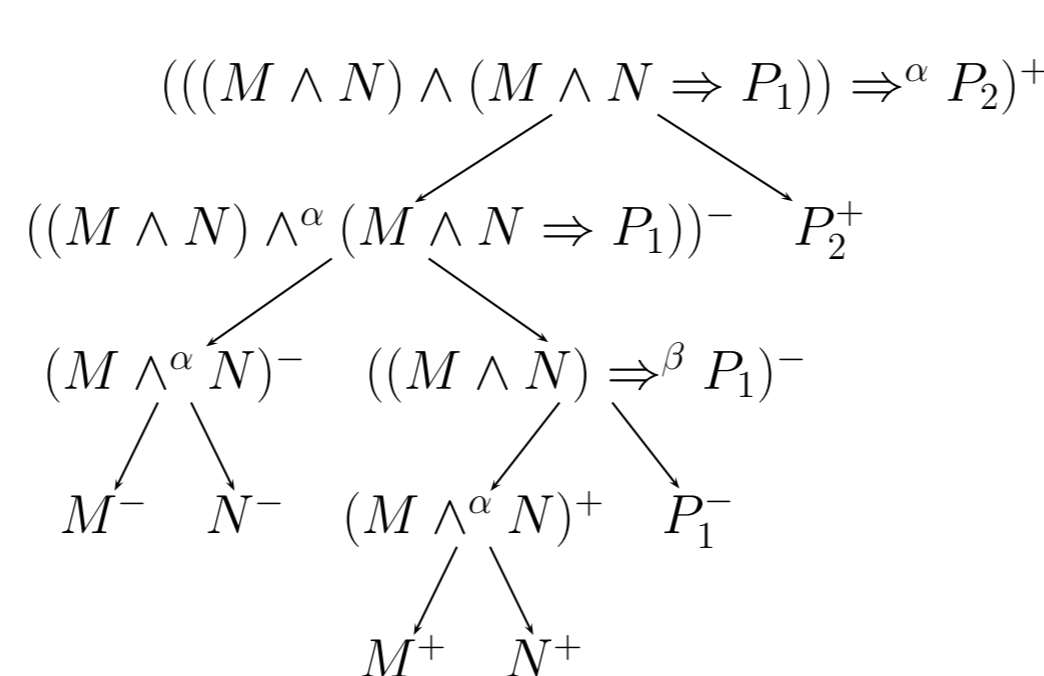 (((M ∧ N) ∧ (M ∧ N ⇒ P₁)) ⇒^α P₂)⁺
((M ∧ N) ∧^α (M ∧ N ⇒ P₁))⁻ P₂⁺
(M ∧^α N)⁻ ((M ∧ N) ⇒^β P₁)⁻
M⁻ N⁻ (M ∧^α N)⁺ P₁⁻
M⁺ N⁺